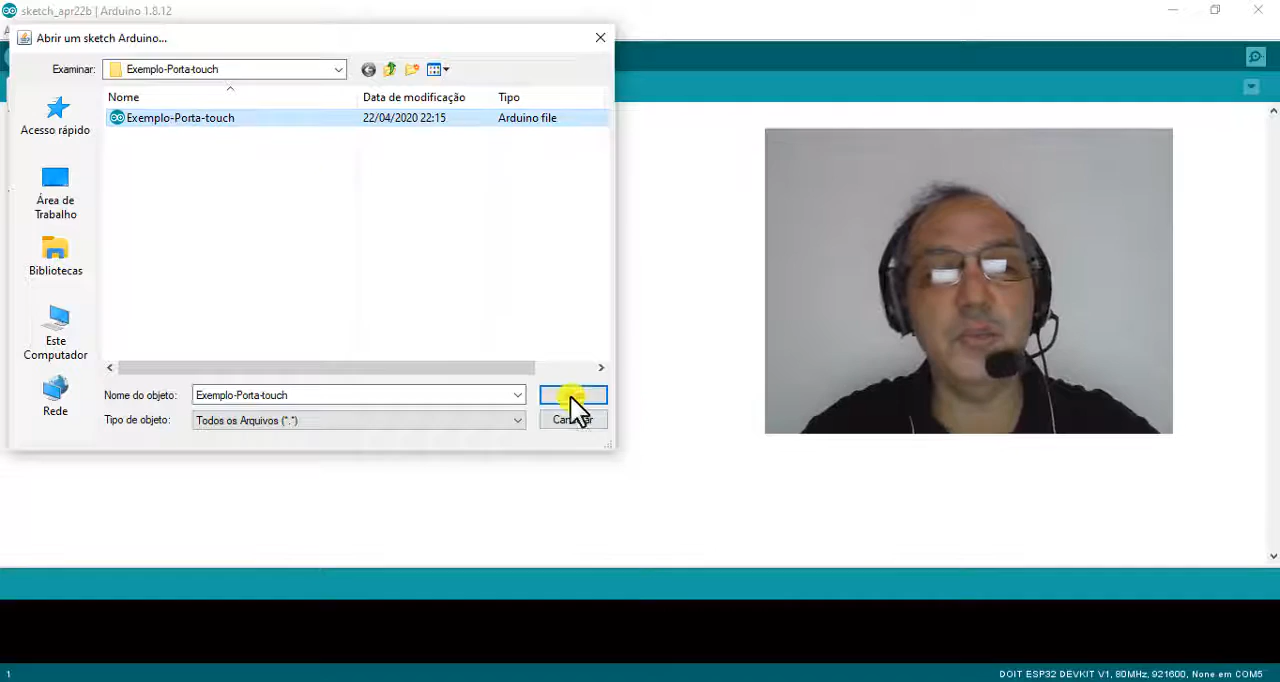 sketch_apr22b | Arduino 1.8.12
Abrir um sketch Arduino...
Examinar: Exemplo-Porta-touch
Nome Data de modificação Tipo
Exemplo-Porta-touch 22/04/2020 22:15 Arduino file
Acesso rápido
Área de
Trabalho
Bibliotecas
Este
Computador
Rede
Nome do objeto: Exemplo-Porta-touch
Tipo de objeto: Todos os Arquivos (*.*)
1 DOIT ESP32 DEVKIT V1, 80MHz, 921600, None em COM5